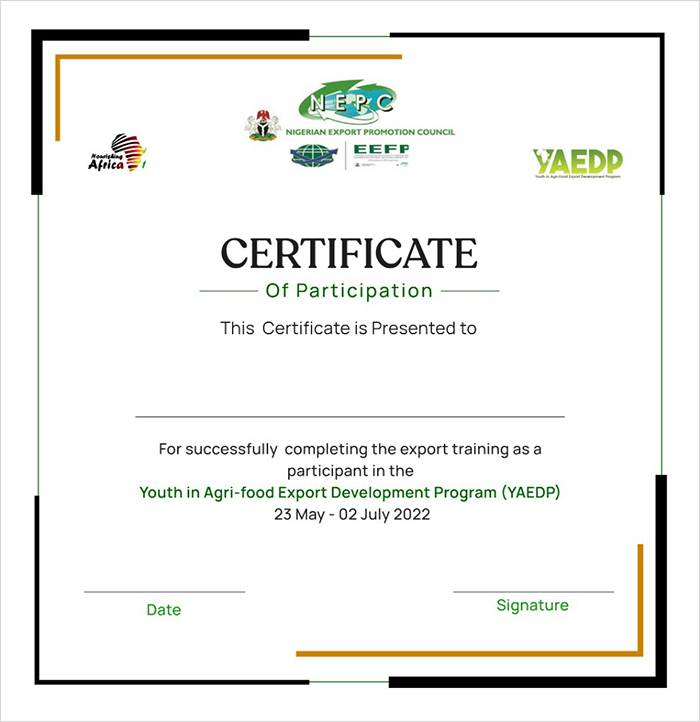 NEPC
NIGERIAN EXPORT PROMOTION COUNCIL
Nourishing
Africa
EEFP
YAEDP
Youth in Agri-Food Export Development Program
CERTIFICATE
Of Participation
This Certificate is Presented to
For successfully completing the export training as a
participant in the
Youth in Agri-food Export Development Program (YAEDP)
23 May - 02 July 2022
Date
Signature